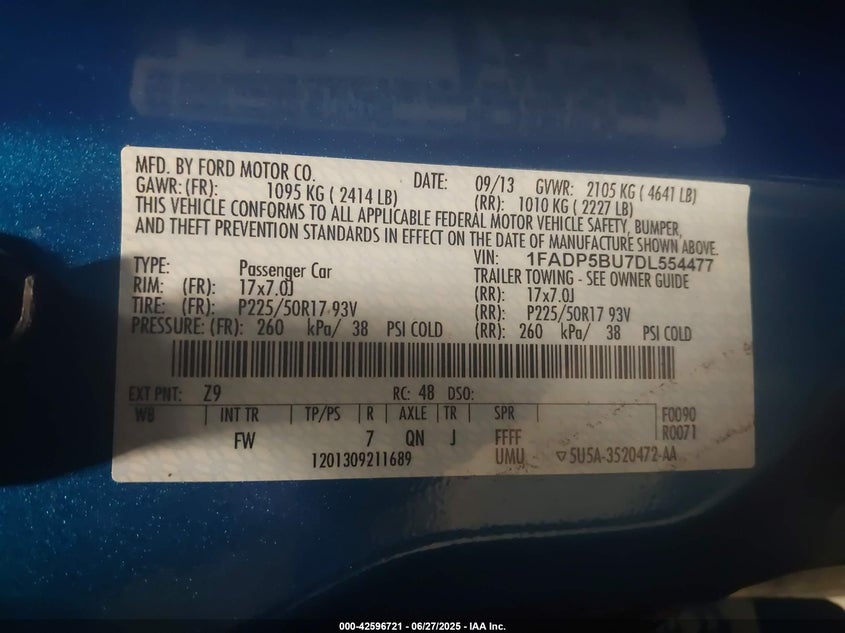 MFD. BY FORD MOTOR CO. DATE: 09/13 GVWR: 2105 KG ( 4641 LB)
GAWR: (FR): 1095 KG ( 2414 LB) (RR): 1010 KG ( 2227 LB)
THIS VEHICLE CONFORMS TO ALL APPLICABLE FEDERAL MOTOR VEHICLE SAFETY, BUMPER,
AND THEFT PREVENTION STANDARDS IN EFFECT ON THE DATE OF MANUFACTURE SHOWN ABOVE.
VIN: 1FADP5BU7DL554477
TYPE: Passenger Car TRAILER TOWING - SEE OWNER GUIDE
RIM: (FR): 17x7.0J (RR): 17x7.0J
TIRE: (FR): P225/50R17 93V (RR): P225/50R17 93V
PRESSURE: (FR): 260 kPa/ 38 PSI COLD (RR): 260 kPa/ 38 PSI COLD
EXT PNT: Z9 RC: 48 DSO:
WB INT TR TP/PS R AXLE TR SPR F0090
FW 7 QN J FFFF R0071
1201309211689 UMU ▽5U5A-3520472-AA
000-42596721 - 06/27/2025 - IAA Inc.